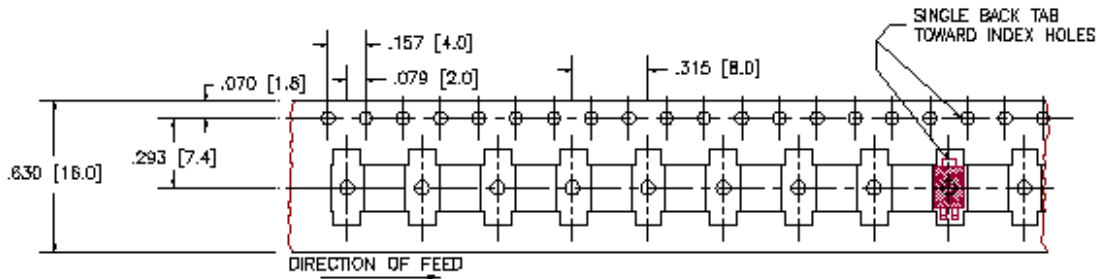 SINGLE BACK TAB
TOWARD INDEX HOLES
.157 [4.0]
.079 [2.0]
.315 [8.0]
.070 [1.8]
.293 [7.4]
.630 [16.0]
DIRECTION OF FEED